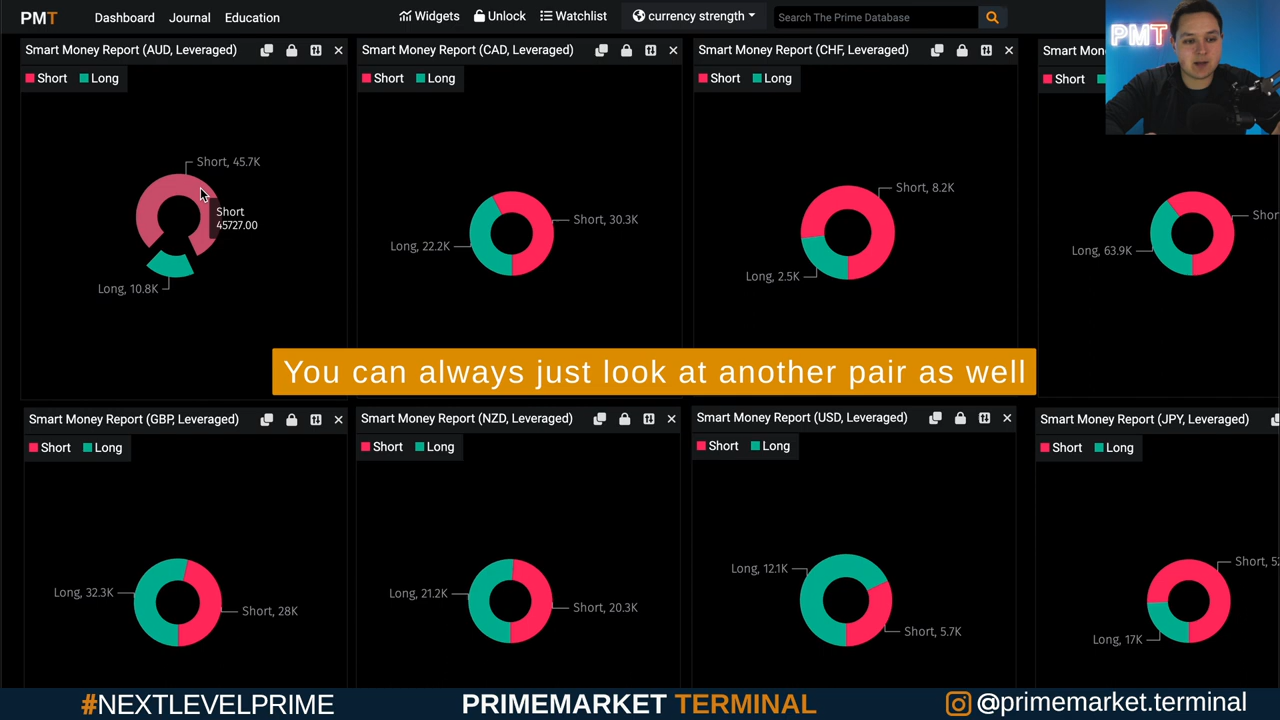 PMT
Dashboard
Journal
Education
Widgets
Unlock
Watchlist
currency strength
Search The Prime Database
PMT
Smart Money Report (AUD, Leveraged)
Short Long
Short, 45.7K
Short
45727.00
Long, 10.8K
Smart Money Report (CAD, Leveraged)
Short Long
Short, 30.3K
Long, 22.2K
Smart Money Report (CHF, Leveraged)
Short Long
Short, 8.2K
Long, 2.5K
Short
Long, 63.9K
You can always just look at another pair as well
Smart Money Report (GBP, Leveraged)
Short Long
Long, 32.3K
Short, 28K
Smart Money Report (NZD, Leveraged)
Short Long
Long, 21.2K
Short, 20.3K
Smart Money Report (USD, Leveraged)
Short Long
Long, 12.1K
Short, 5.7K
Smart Money Report (JPY, Leveraged)
Short Long
Long, 17K
#NEXTLEVELPRIME
PRIMEMARKET TERMINAL
@primemarket.terminal